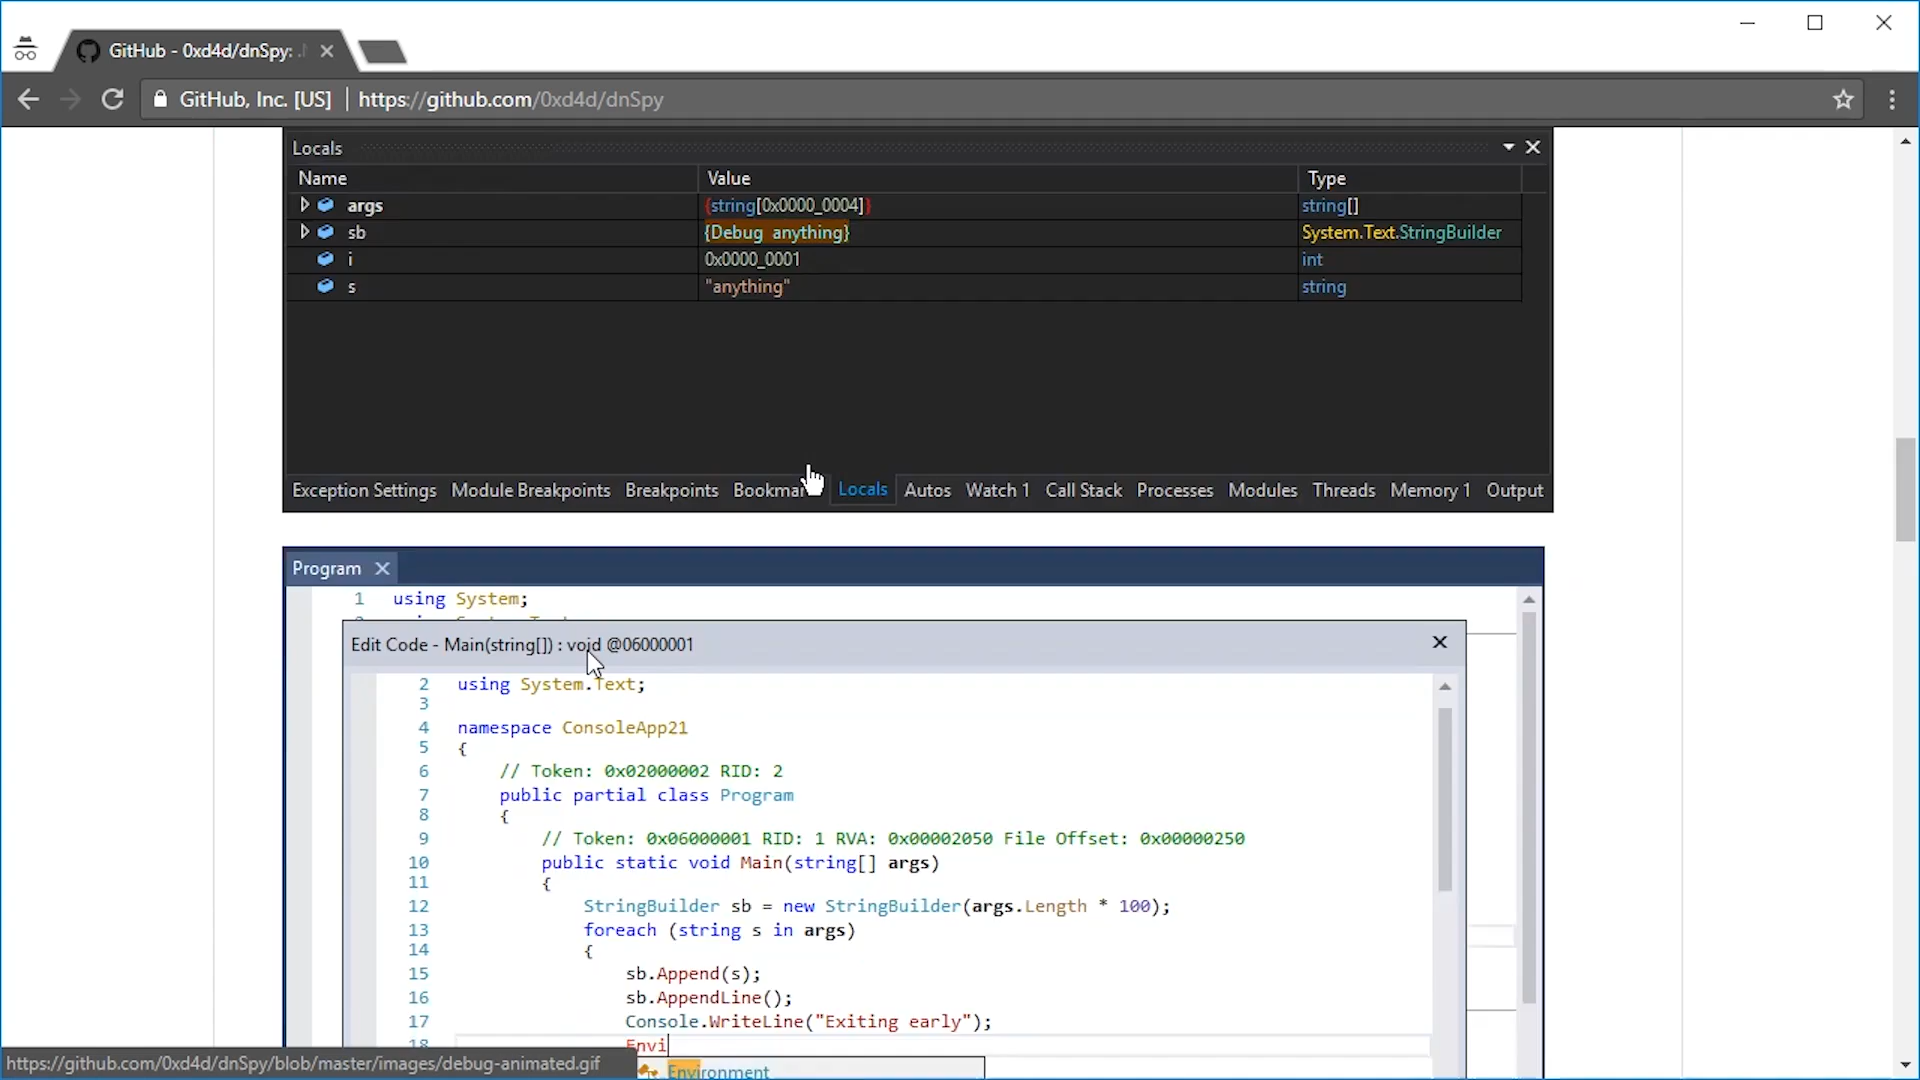 GitHub - 0xd4d/dnSpy: .
GitHub, Inc. [US] https://github.com/0xd4d/dnSpy
Locals
Name Value Type
args {string[0x0000_0004]} string[]
sb {Debug anything} System.Text.StringBuilder
i 0x0000_0001 int
s "anything" string
Exception Settings Module Breakpoints Breakpoints Bookmar Locals Autos Watch 1 Call Stack Processes Modules Threads Memory 1 Output
Program
1 using System;
Edit Code - Main(string[]) : void @06000001
2 using System.Text;
3
4 namespace ConsoleApp21
5 {
6 // Token: 0x02000002 RID: 2
7 public partial class Program
8 {
9 // Token: 0x06000001 RID: 1 RVA: 0x00002050 File Offset: 0x00000250
10 public static void Main(string[] args)
11 {
12 StringBuilder sb = new StringBuilder(args.Length * 100);
13 foreach (string s in args)
14 {
15 sb.Append(s);
16 sb.AppendLine();
17 Console.WriteLine("Exiting early");
18 Envi
Environment
https://github.com/0xd4d/dnSpy/blob/master/images/debug-animated.gif